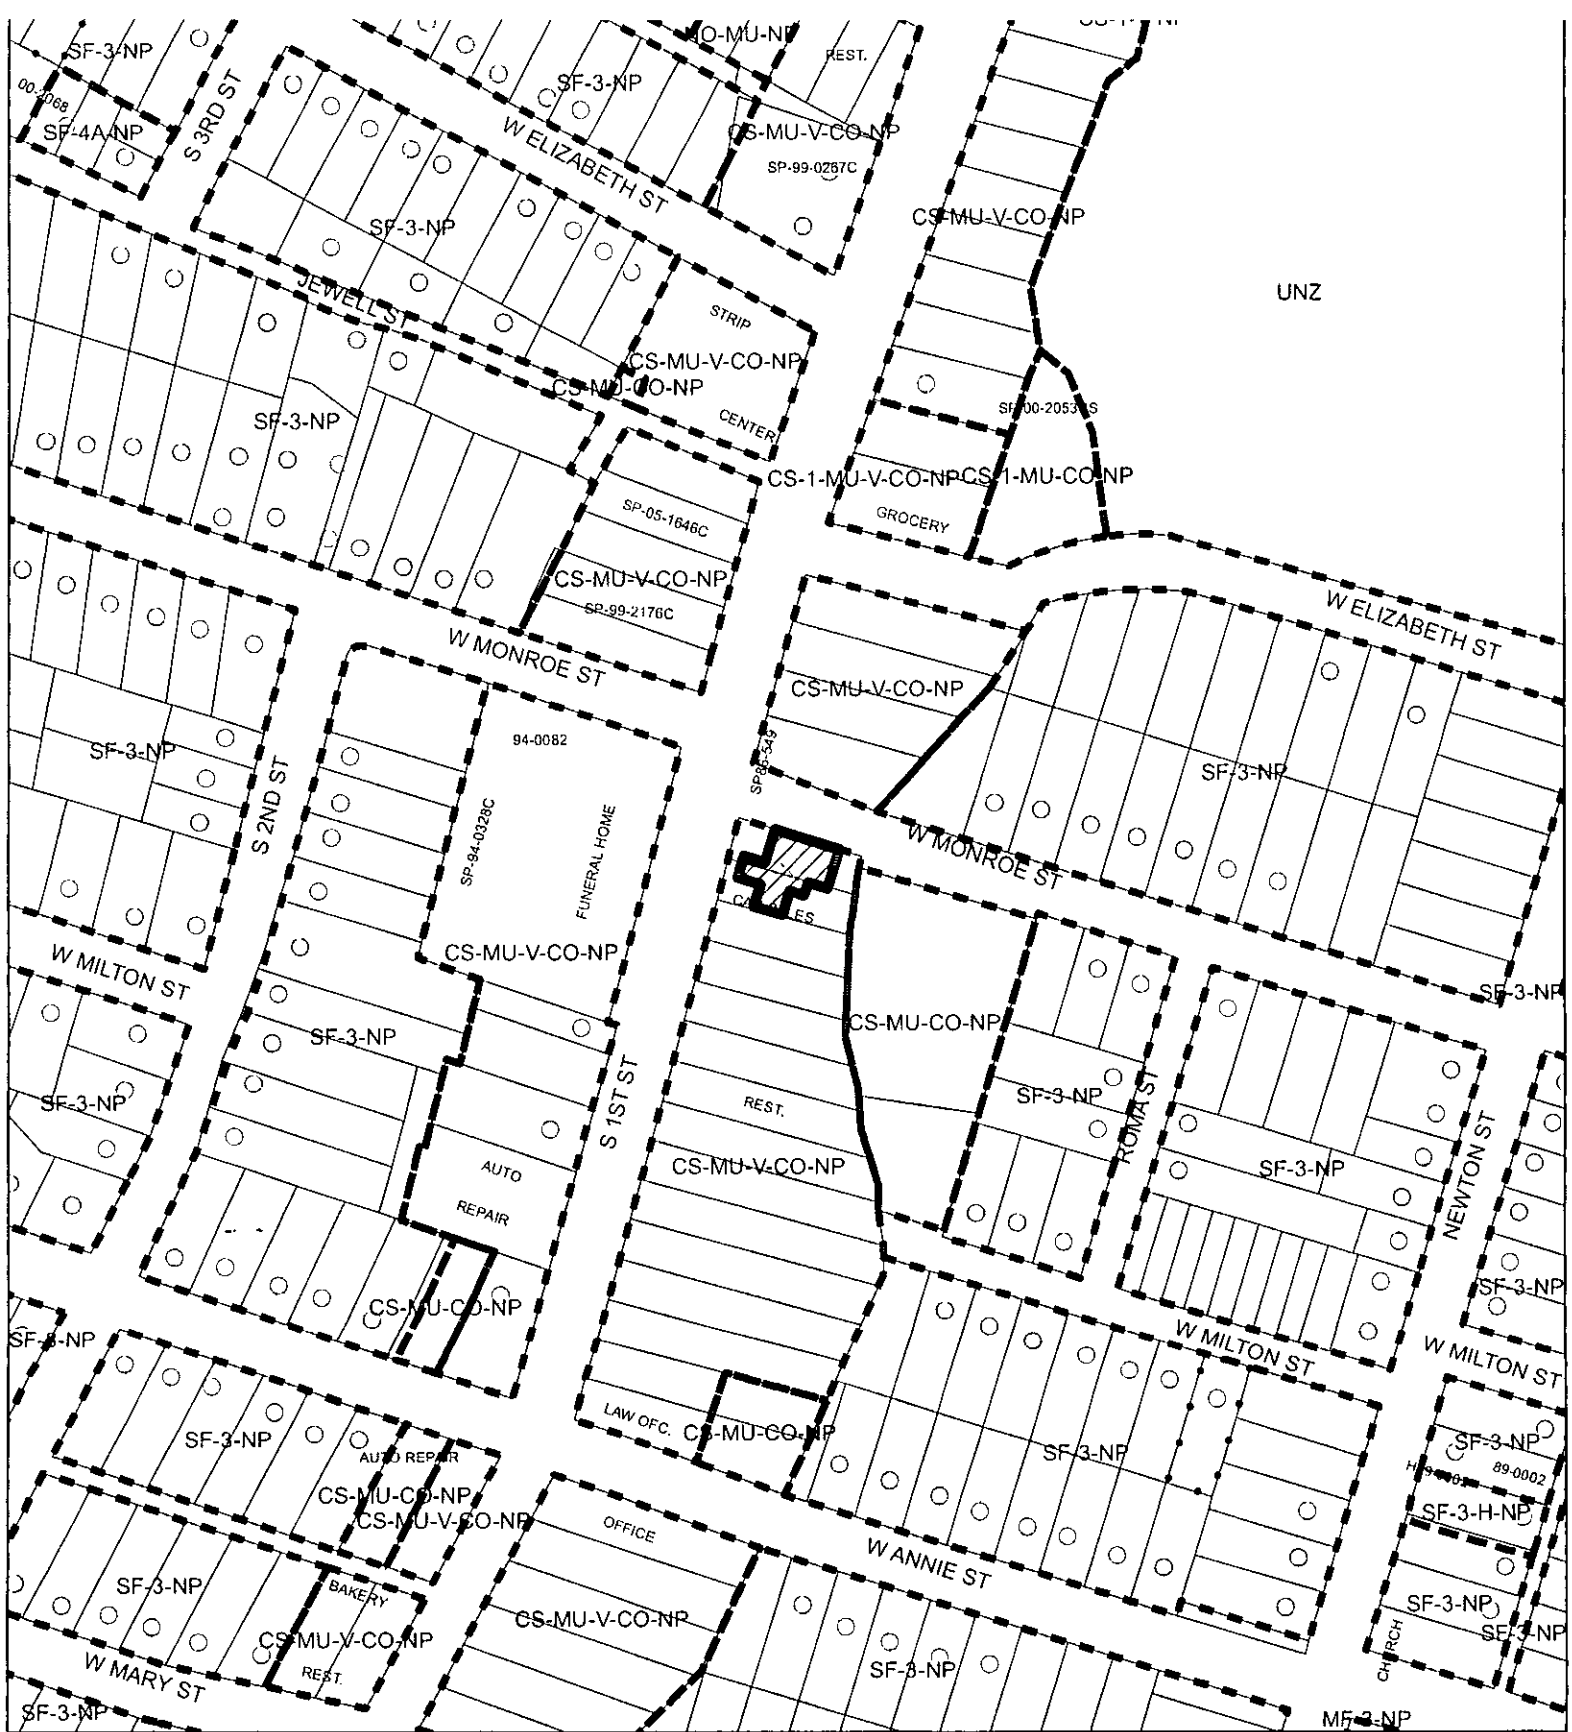 SF-3-NP
NO-MU-NP
REST.
SF-3-NP
S 3RD ST
SF-4A-NP
W ELIZABETH ST
CS-MU-V-CO-NP
SP-99-0267C
SF-3-NP
CS-MU-V-CO-NP
JEWELL ST
UNZ
STRIP
CS-MU-V-CO-NP
CS-MU-CO-NP
CENTER
SF-3-NP
CS-1-MU-V-CO-NP
CS-1-MU-CO-NP
GROCERY
SP-05-1646C
CS-MU-V-CO-NP
SP-99-2176C
W ELIZABETH ST
W MONROE ST
CS-MU-V-CO-NP
94-0082
SF-3-NP
SP86-549
SF-3-NP
S 2ND ST
SP-94-0328C
FUNERAL HOME
W MONROE ST
CS-MU-V-CO-NP
W MILTON ST
SF-3-NP
CS-MU-CO-NP
SF-3-NP
S 1ST ST
SF-3-NP
REST.
SF-3-NP
ROMA ST
CS-MU-V-CO-NP
SF-3-NP
NEWTON ST
AUTO
REPAIR
SF-3-NP
CS-MU-CO-NP
W MILTON ST
W MILTON ST
LAW OFC.
CS-MU-CO-NP
SF-3-NP
SF-3-NP
SF-3-NP
89-0002
AUTO REPAIR
CS-MU-CO-NP
CS-MU-V-CO-NP
SF-3-H-NP
OFFICE
W ANNIE ST
SF-3-NP
BAKERY
CS-MU-V-CO-NP
SF-3-NP
SF-3-NP
CS-MU-V-CO-NP
REST.
CHURCH
W MARY ST
SF-3-NP
SF-3-NP
MF-3-NP